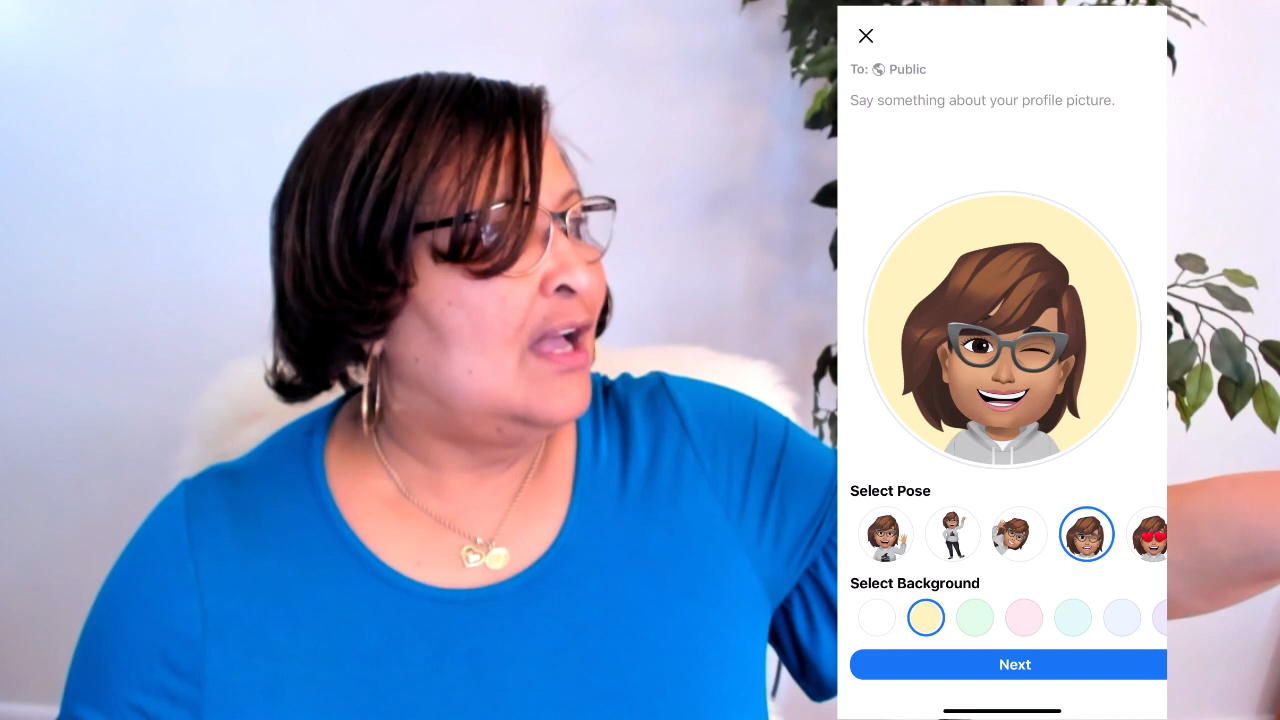 To: Public
Say something about your profile picture.
Select Pose
Select Background
Next